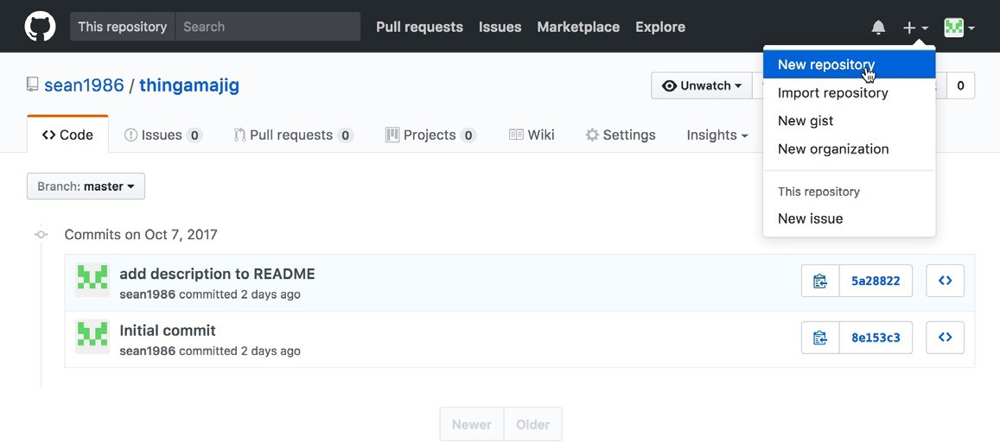 This repository Search Pull requests Issues Marketplace Explore
New repository
Import repository
New gist
New organization
This repository
New issue
sean1986 / thingamajig
Unwatch
0
Code Issues 0 Pull requests 0 Projects 0 Wiki Settings Insights
Branch: master
Commits on Oct 7, 2017
add description to README
sean1986 committed 2 days ago
5a28822
Initial commit
sean1986 committed 2 days ago
8e153c3
Newer Older